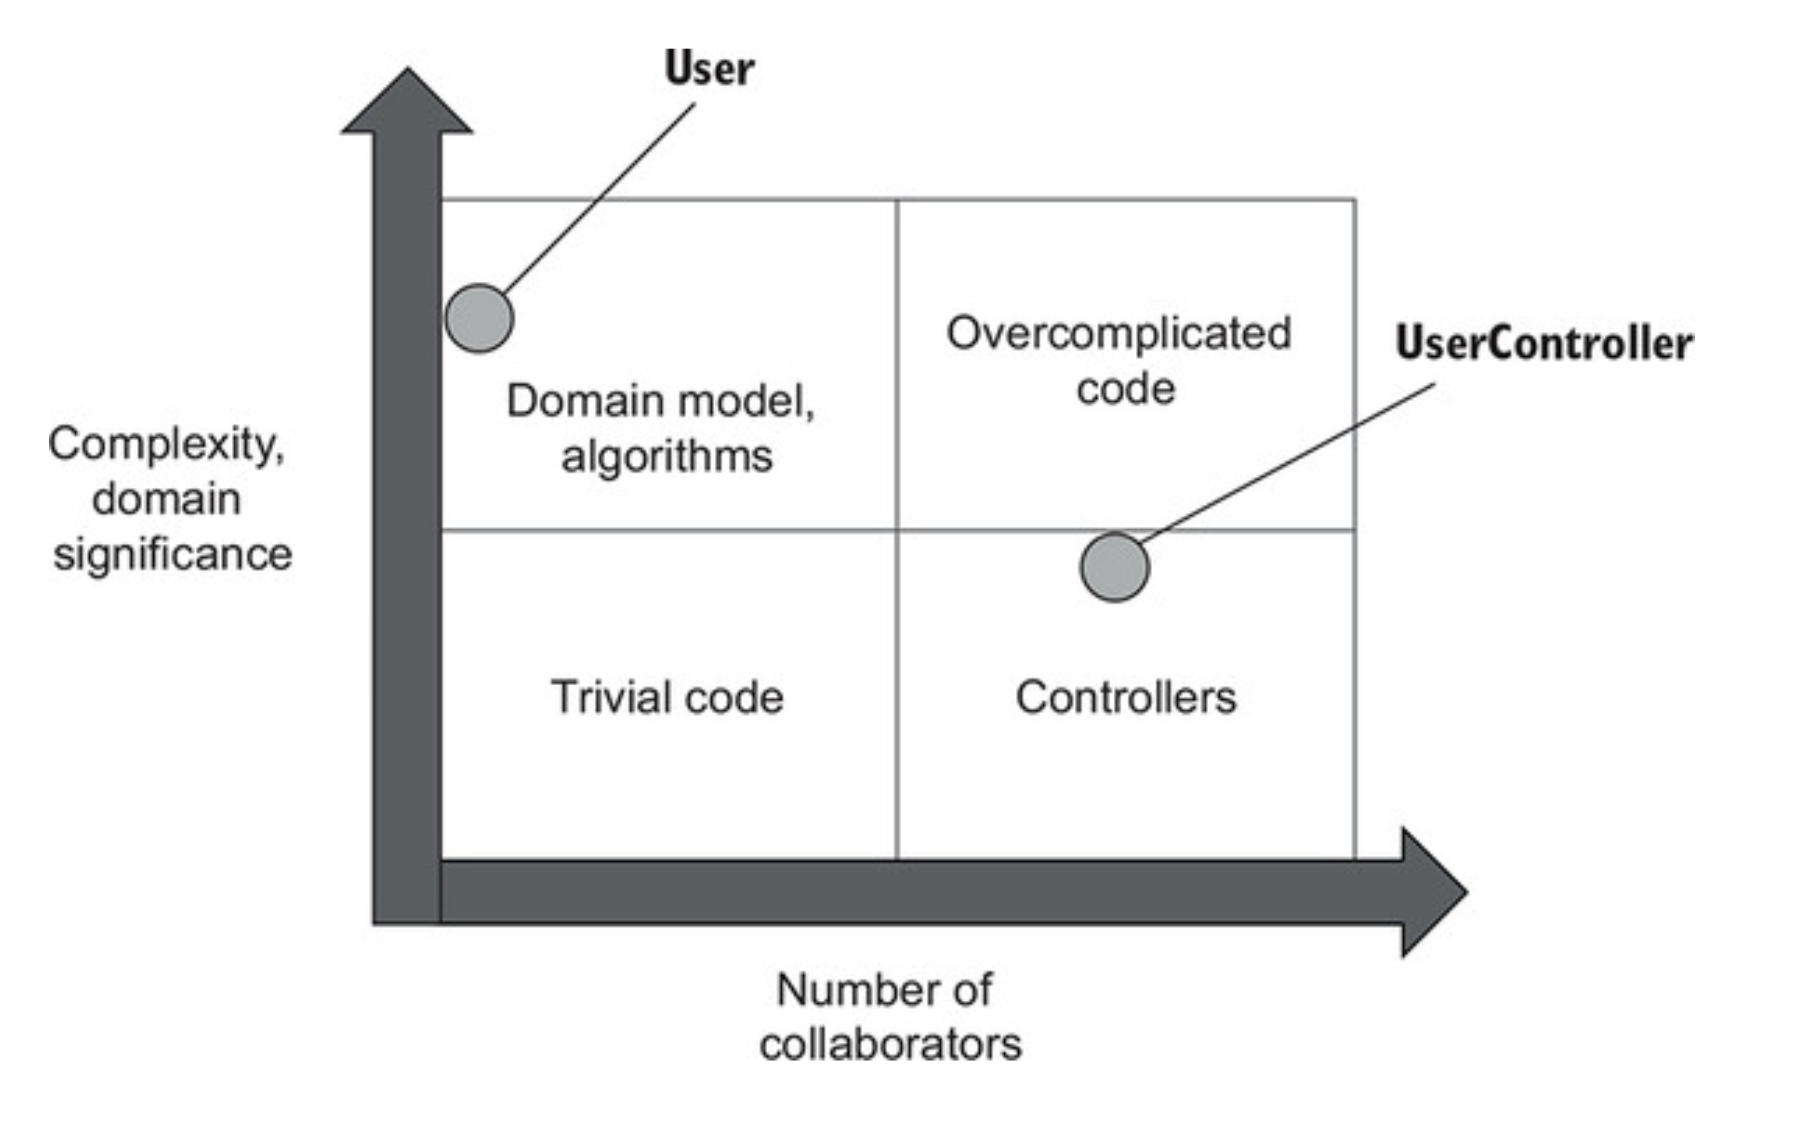 User
Overcomplicated
code
UserController
Domain model,
algorithms
Complexity,
domain
significance
Trivial code
Controllers
Number of
collaborators